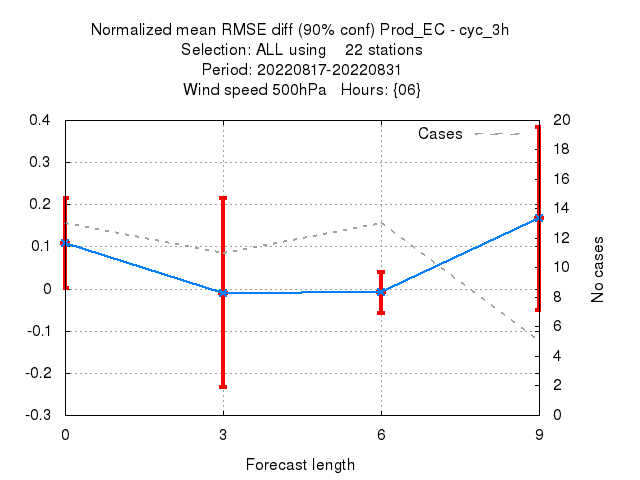 Normalized mean RMSE diff (90% conf) Prod_EC - cyc_3h
Selection: ALL using    22 stations
Period: 20220817-20220831
Wind speed 500hPa   Hours: {06}
Cases
0.4
0.3
0.2
0.1
0
-0.1
-0.2
-0.3
20
18
16
14
12
10
8
6
4
2
0
No cases
0 3 6 9
Forecast length